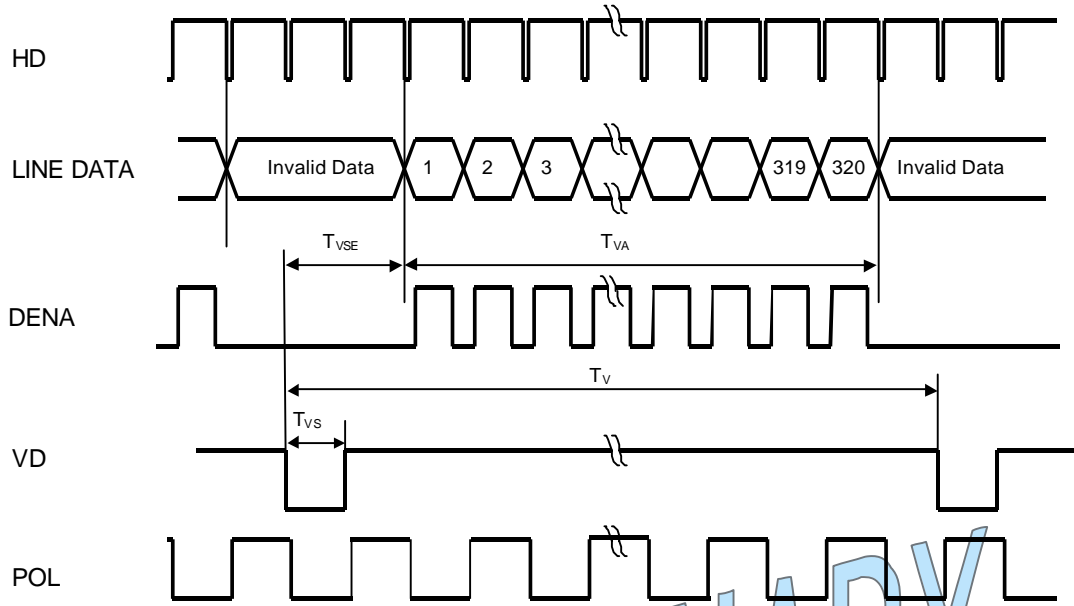 HD
LINE DATA
Invalid Data 1 2 3 319 320 Invalid Data
TVSE TVA
DENA
TV
TVS
VD
POL